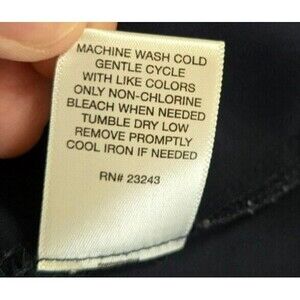 MACHINE WASH COLD
GENTLE CYCLE
WITH LIKE COLORS
ONLY NON-CHLORINE
BLEACH WHEN NEEDED
TUMBLE DRY LOW
REMOVE PROMPTLY
COOL IRON IF NEEDED
RN# 23243